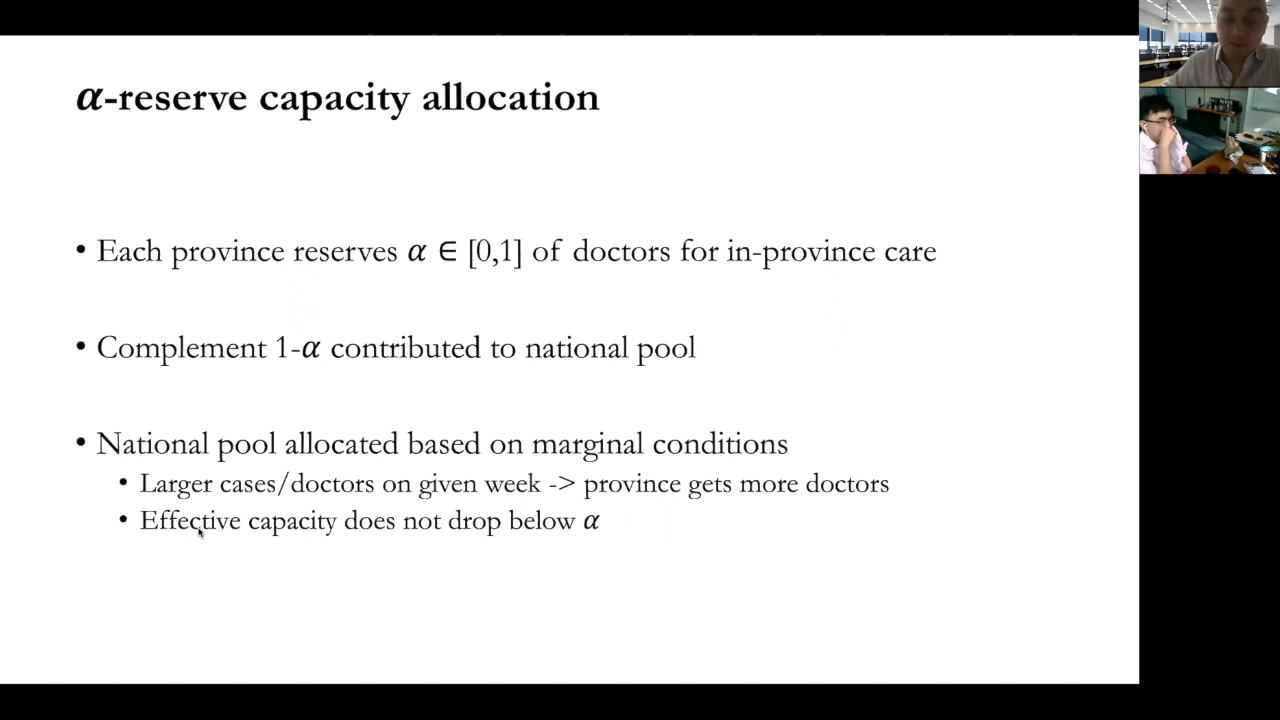 α-reserve capacity allocation
• Each province reserves α ∈ [0,1] of doctors for in-province care
• Complement 1-α contributed to national pool
• National pool allocated based on marginal conditions
• Larger cases/doctors on given week -> province gets more doctors
• Effective capacity does not drop below α